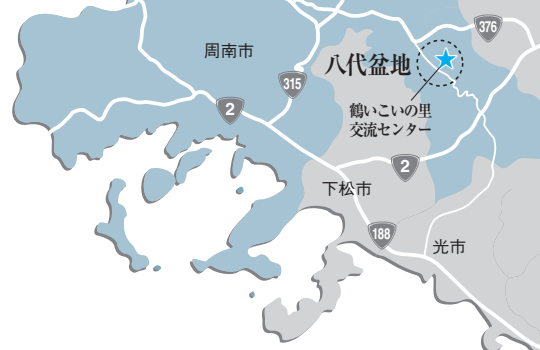 376
周南市
八代盆地
315
鶴いこいの里
交流センター
2
2
下松市
188
光市